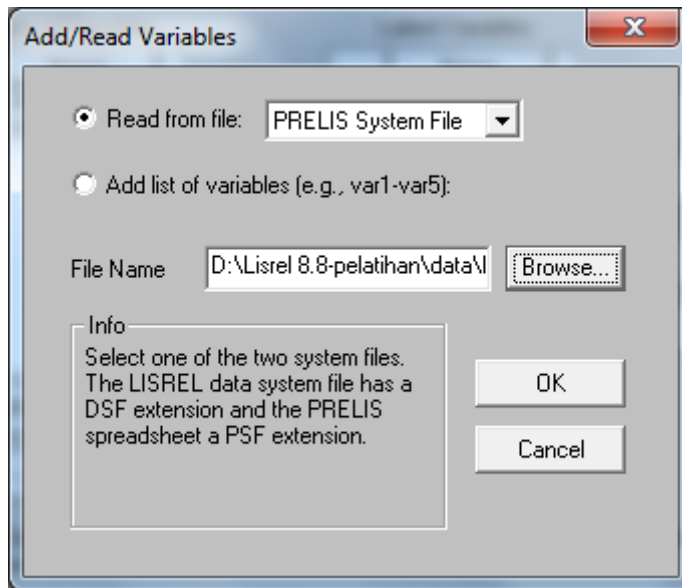 Add/Read Variables
Read from file:
PRELIS System File
Add list of variables (e.g., var1-var5):
File Name
D:\Lisrel 8.8-pelatihan\data\
Browse...
Info
Select one of the two system files.
The LISREL data system file has a
DSF extension and the PRELIS
spreadsheet a PSF extension.
OK
Cancel